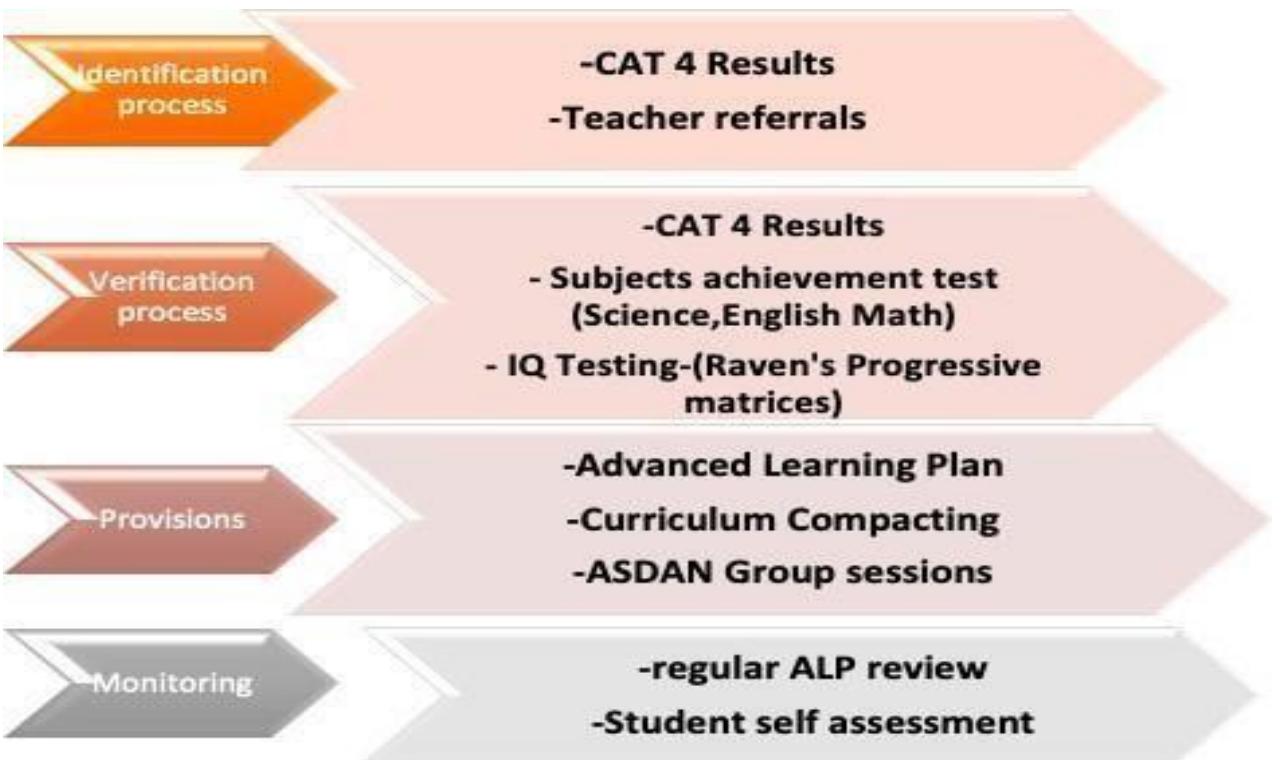 Identification
process
-CAT 4 Results
-Teacher referrals
Verification
process
-CAT 4 Results
- Subjects achievement test
(Science,English Math)
- IQ Testing-(Raven's Progressive
matrices)
Provisions
-Advanced Learning Plan
-Curriculum Compacting
-ASDAN Group sessions
Monitoring
-regular ALP review
-Student self assessment